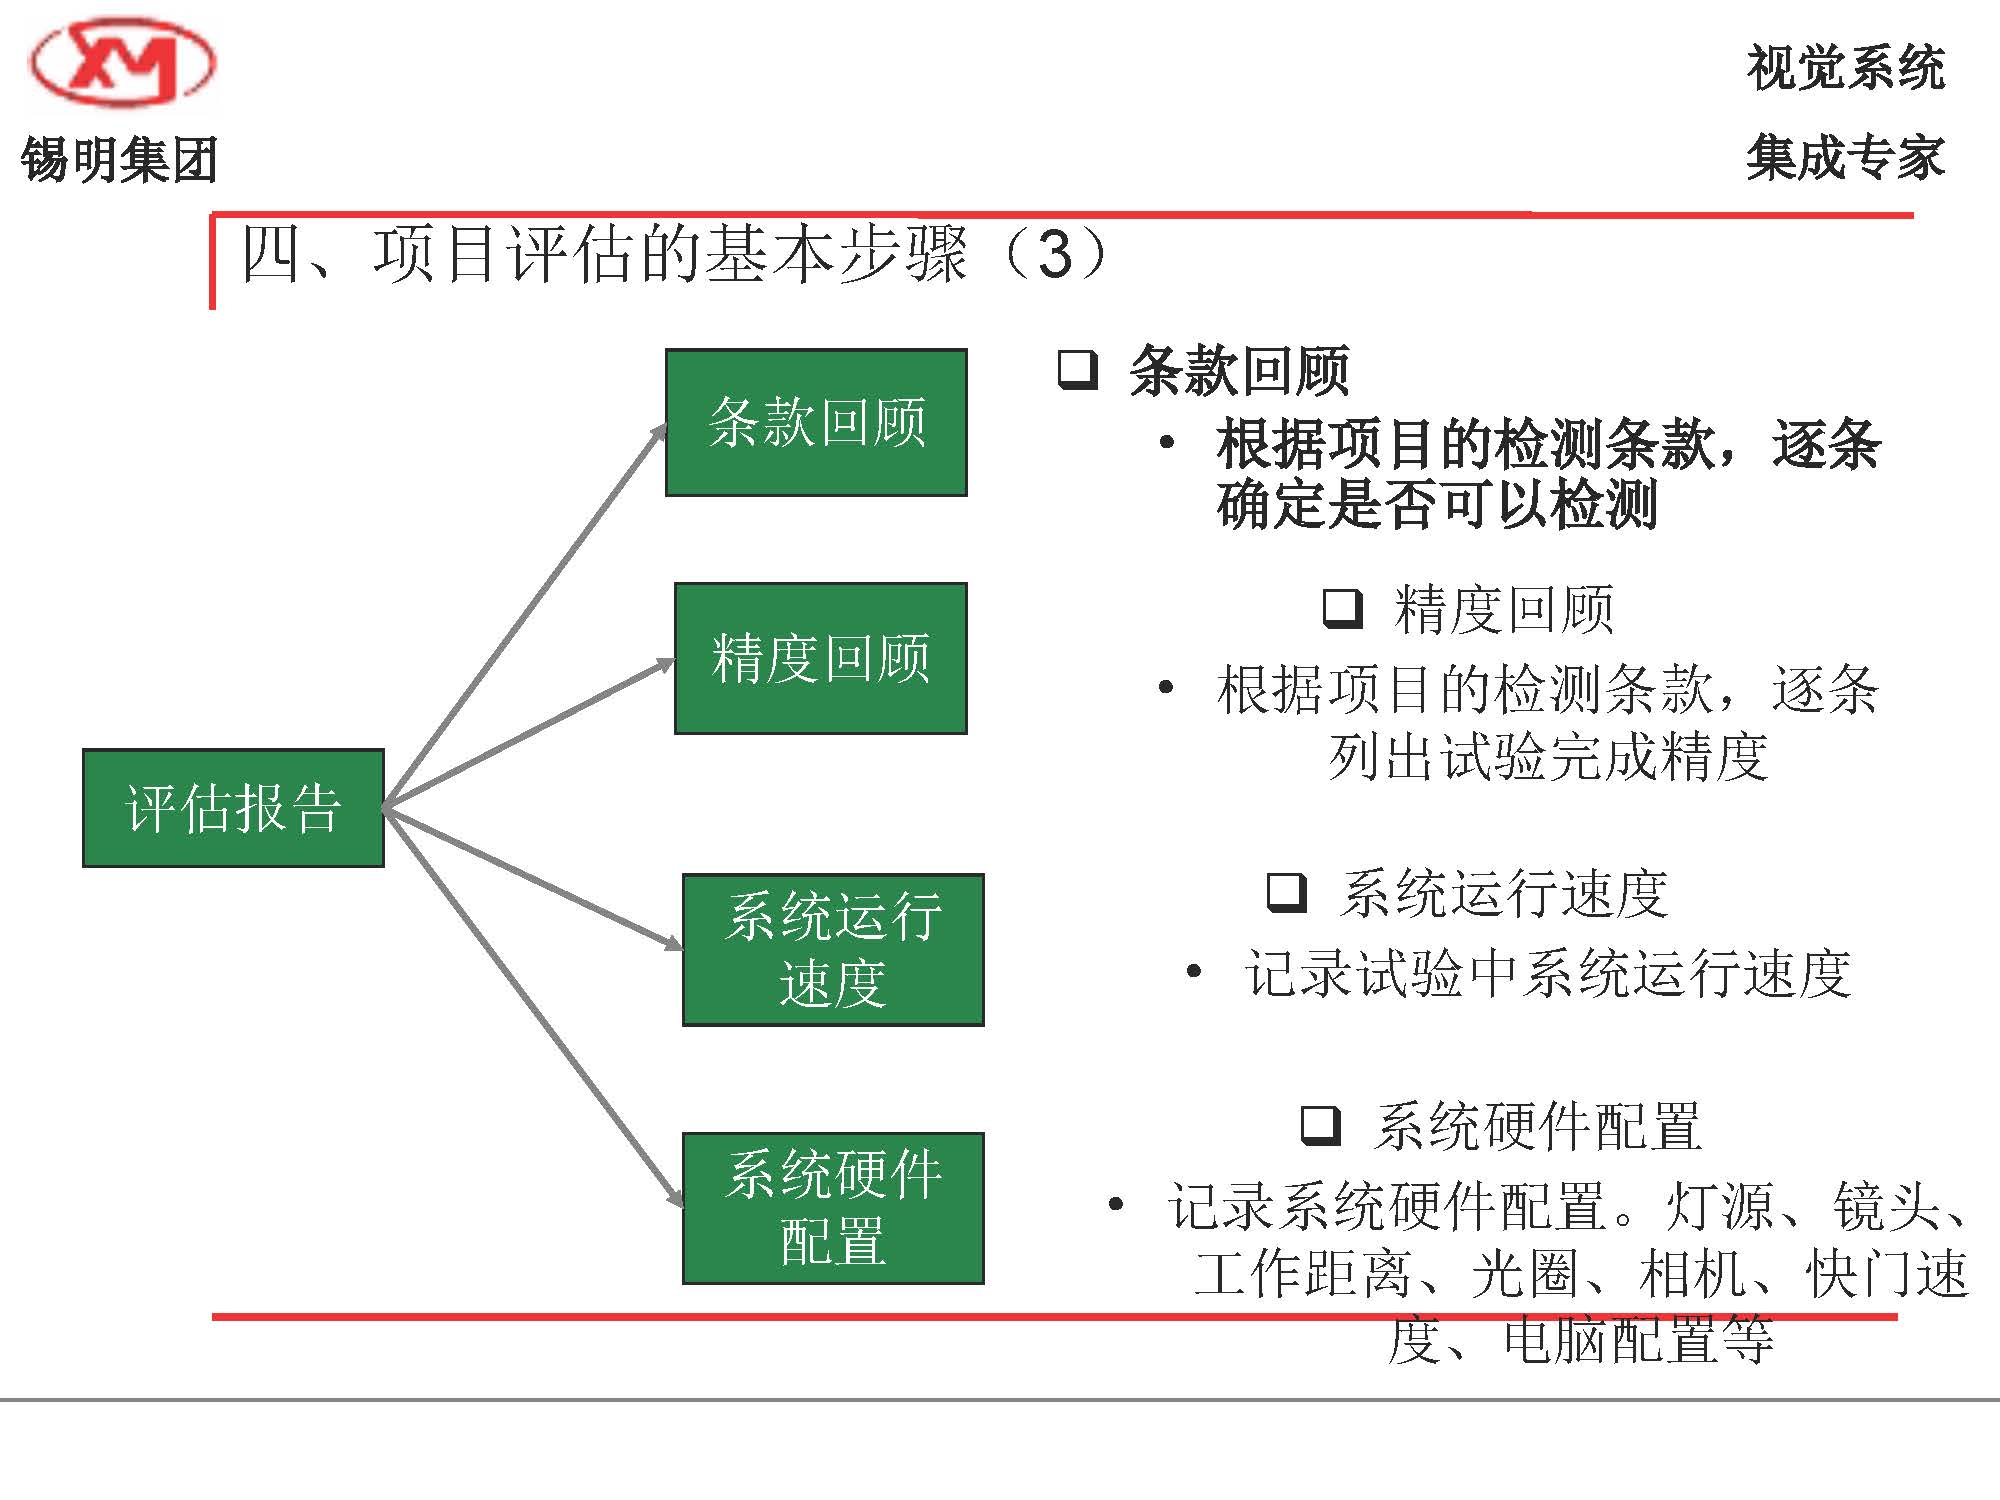 XM
锡明集团
视觉系统
集成专家
四、项目评估的基本步骤（3）
评估报告
条款回顾
精度回顾
系统运行
速度
系统硬件
配置
❑ 条款回顾
• 根据项目的检测条款，逐条
确定是否可以检测
❑ 精度回顾
• 根据项目的检测条款，逐条
列出试验完成精度
❑ 系统运行速度
• 记录试验中系统运行速度
❑ 系统硬件配置
• 记录系统硬件配置。灯源、镜头、
工作距离、光圈、相机、快门速
度、电脑配置等